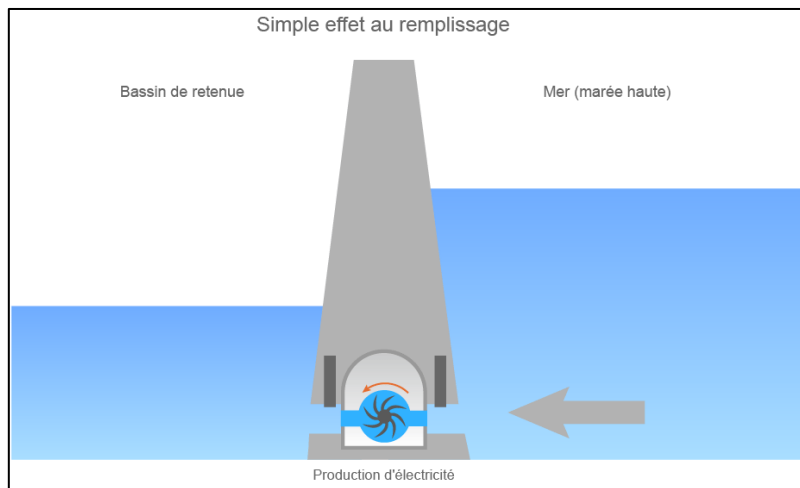 Simple effet au remplissage
Bassin de retenue
Mer (marée haute)
Production d'électricité